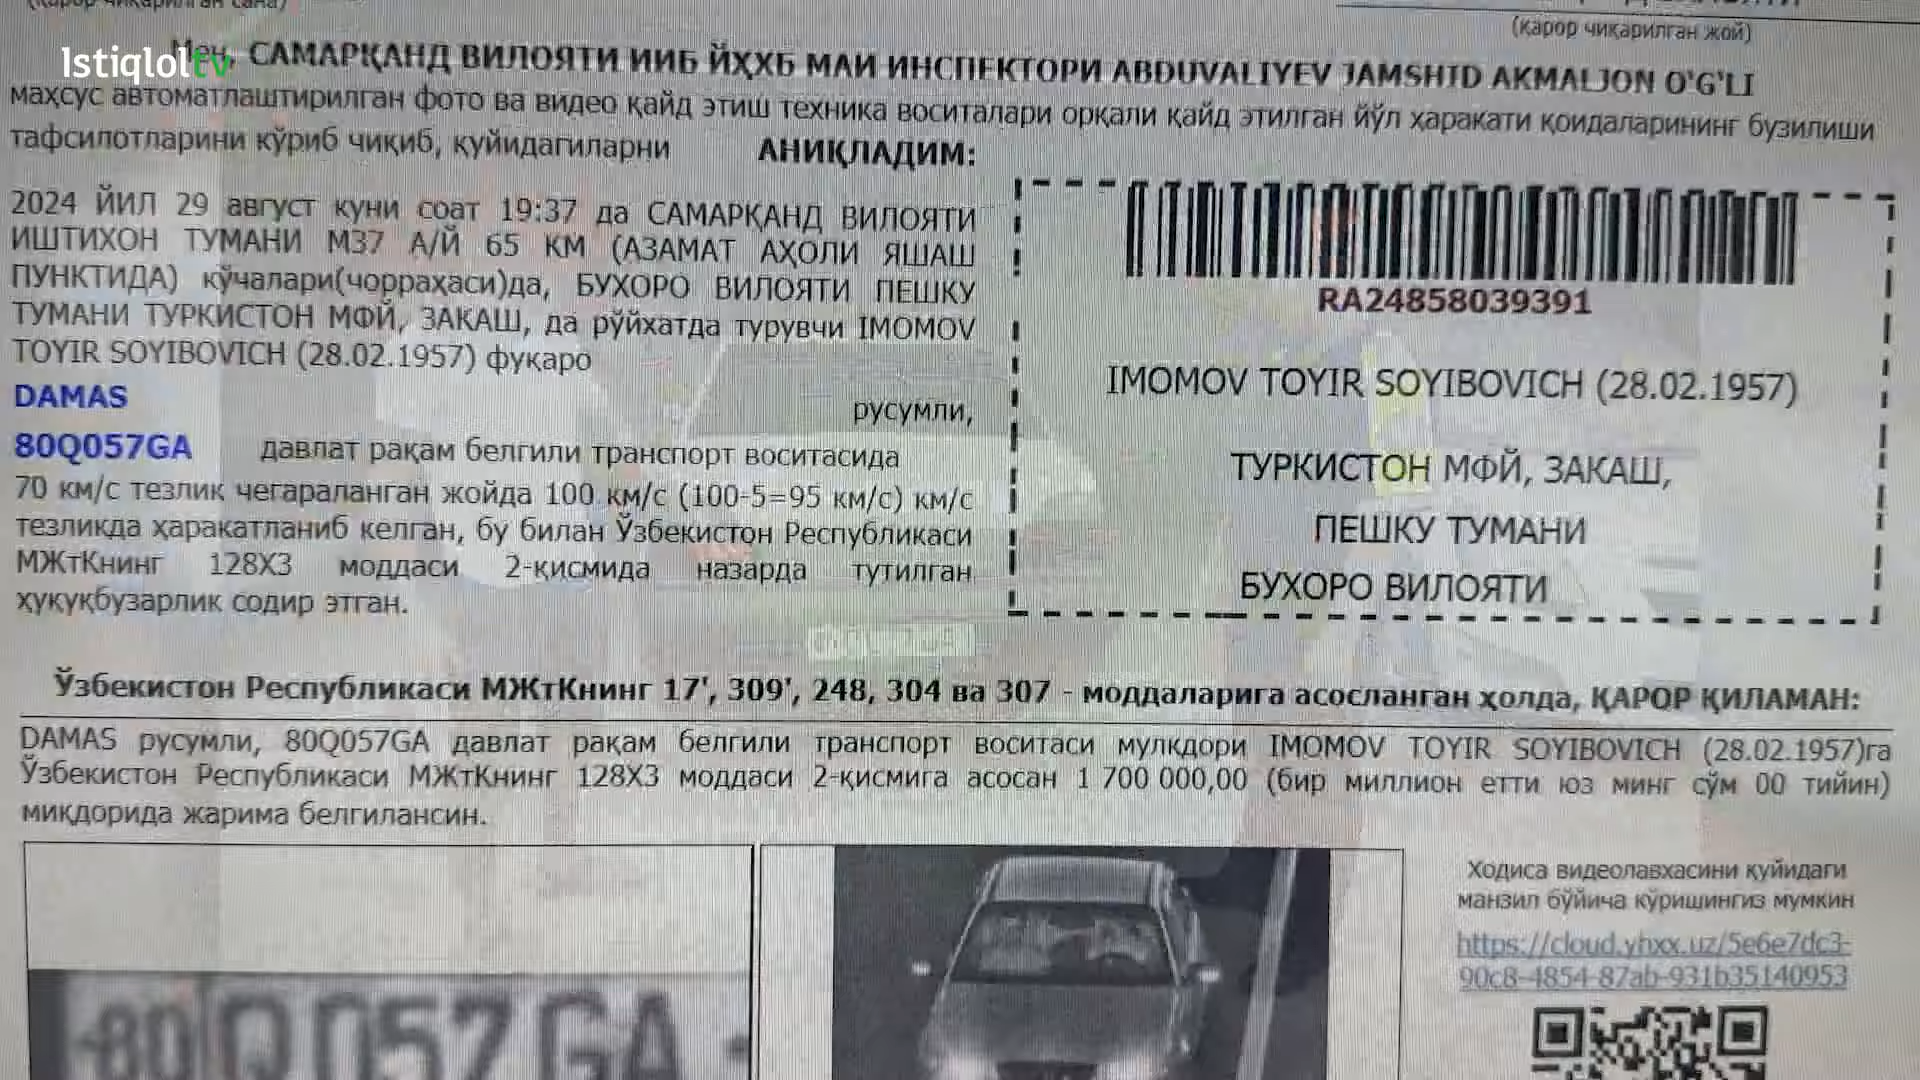 (қарор чиқарилган сана)
(қарор чиқарилган жой)
Istiqlol tv
Мен, САМАРҚАНД ВИЛОЯТИ ИИБ ЙҲХБ МАИ ИНСПЕКТОРИ ABDUVALIYEV JAMSHID AKMALJON O'G'LI
маҳсус автоматлаштирилган фото ва видео қайд этиш техника воситалари орқали қайд этилган йўл ҳаракати қоидаларининг бузилиши
тафсилотларини кўриб чиқиб, қуйидагиларни АНИҚЛАДИМ:
2024 ЙИЛ 29 август куни соат 19:37 да САМАРҚАНД ВИЛОЯТИ
ИШТИХОН ТУМАНИ М37 А/Й 65 КМ (АЗАМАТ АҲОЛИ ЯШАШ
ПУНКТИДА) кўчалари(чорраҳаси)да, БУХОРО ВИЛОЯТИ ПЕШКУ
ТУМАНИ ТУРКИСТОН МФЙ, ЗАКАШ, да рўйхатда турувчи IMOMOV
TOYIR SOYIBOVICH (28.02.1957) фуқаро
DAMAS русумли,
80Q057GA давлат рақам белгили транспорт воситасида
70 км/с тезлик чегараланган жойда 100 км/с (100-5=95 км/с) км/с
тезликда ҳаракатланиб келган, бу билан Ўзбекистон Республикаси
МЖтКнинг 128Х3 моддаси 2-қисмида назарда тутилган
ҳуқуқбузарлик содир этган.
RA24858039391
IMOMOV TOYIR SOYIBOVICH (28.02.1957)
ТУРКИСТОН МФЙ, ЗАКАШ,
ПЕШКУ ТУМАНИ
БУХОРО ВИЛОЯТИ
Ўзбекистон Республикаси МЖтКнинг 17', 309', 248, 304 ва 307 - моддаларига асосланган ҳолда, ҚАРОР ҚИЛАМАН:
DAMAS русумли, 80Q057GA давлат рақам белгили транспорт воситаси мулкдори IMOMOV TOYIR SOYIBOVICH (28.02.1957)га
Ўзбекистон Республикаси МЖтКнинг 128Х3 моддаси 2-қисмига асосан 1 700 000,00 (бир миллион етти юз минг сўм 00 тийин)
миқдорида жарима белгилансин.
80 Q 057 GA
Ходиса видеолавхасини қуйидаги
манзил бўйича кўришингиз мумкин
https://cloud.yhxx.uz/5e6e7dc3-
90c8-4854-87ab-931b35140953